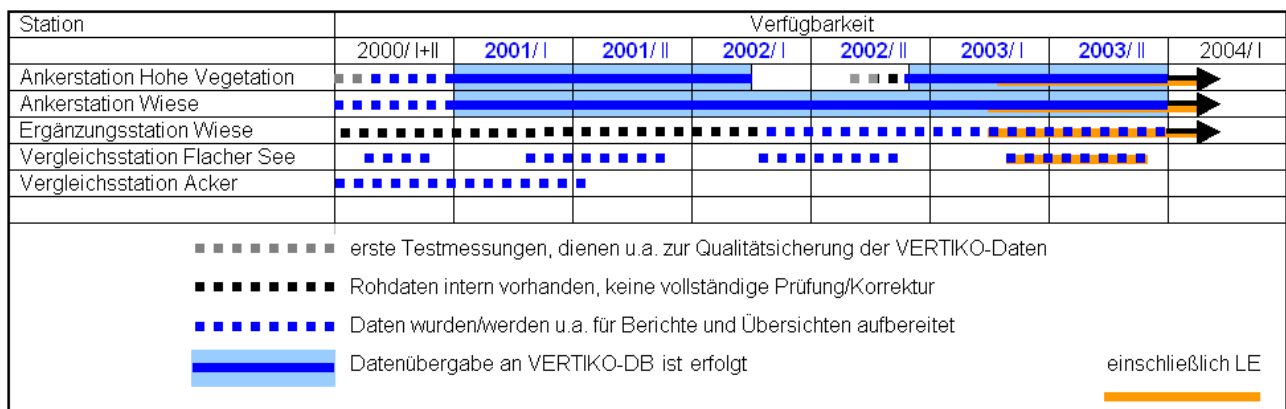 Station Verfügbarkeit
2000/ I+II 2001/ I 2001/ II 2002/ I 2002/ II 2003/ I 2003/ II 2004/ I
Ankerstation Hohe Vegetation
Ankerstation Wiese
Ergänzungsstation Wiese
Vergleichsstation Flacher See
Vergleichsstation Acker
erste Testmessungen, dienen u.a. zur Qualitätsicherung der VERTIKO-Daten
Rohdaten intern vorhanden, keine vollständige Prüfung/Korrektur
Daten wurden/werden u.a. für Berichte und Übersichten aufbereitet
Datenübergabe an VERTIKO-DB ist erfolgt einschließlich LE